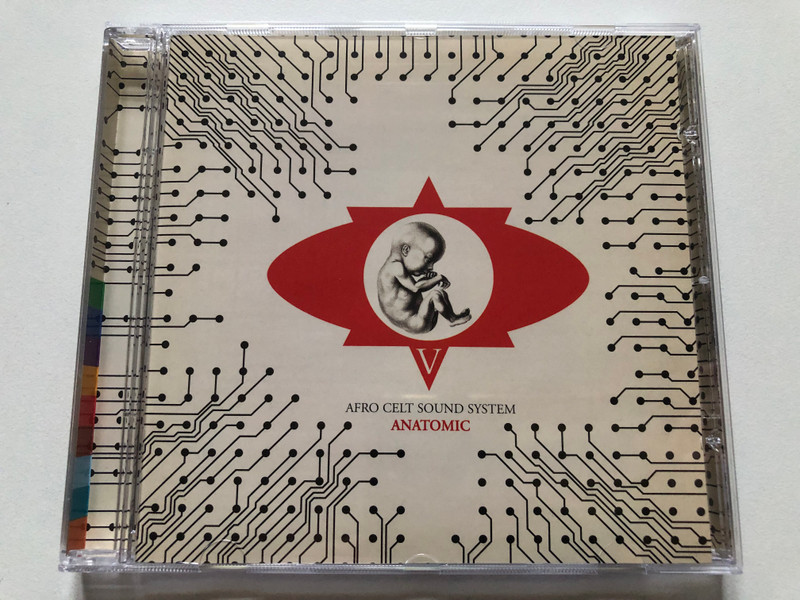 V
AFRO CELT SOUND SYSTEM
ANATOMIC